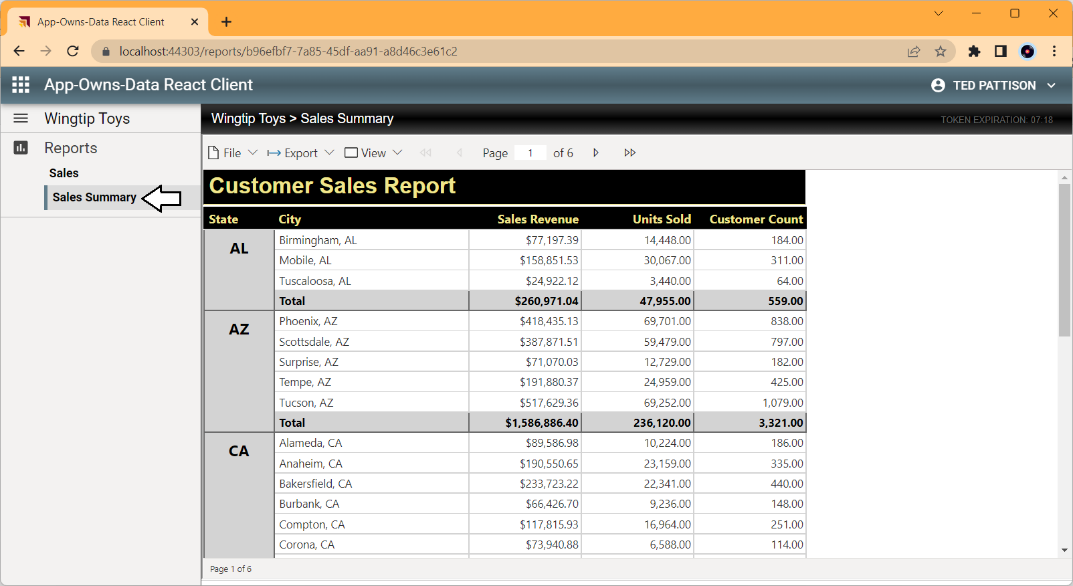 App-Owns-Data React Client
localhost:44303/reports/b96efbf7-7a85-45df-aa91-a8d46c3e61c2
App-Owns-Data React Client
TED PATTISON
Wingtip Toys
Wingtip Toys > Sales Summary
TOKEN EXPIRATION: 07:18
Reports
Sales
Sales Summary
File Export View Page 1 of 6
Customer Sales Report
State City Sales Revenue Units Sold Customer Count
AL
Birmingham, AL $77,197.39 14,448.00 184.00
Mobile, AL $158,851.53 30,067.00 311.00
Tuscaloosa, AL $24,922.12 3,440.00 64.00
Total $260,971.04 47,955.00 559.00
AZ
Phoenix, AZ $418,435.13 69,701.00 838.00
Scottsdale, AZ $387,871.51 59,479.00 797.00
Surprise, AZ $71,070.03 12,729.00 182.00
Tempe, AZ $191,880.37 24,959.00 425.00
Tucson, AZ $517,629.36 69,252.00 1,079.00
Total $1,586,886.40 236,120.00 3,321.00
CA
Alameda, CA $89,586.98 10,224.00 186.00
Anaheim, CA $190,550.65 23,159.00 335.00
Bakersfield, CA $233,723.22 22,341.00 440.00
Burbank, CA $66,426.70 9,236.00 148.00
Compton, CA $117,815.93 16,964.00 251.00
Corona, CA $73,940.88 6,588.00 114.00
Page 1 of 6